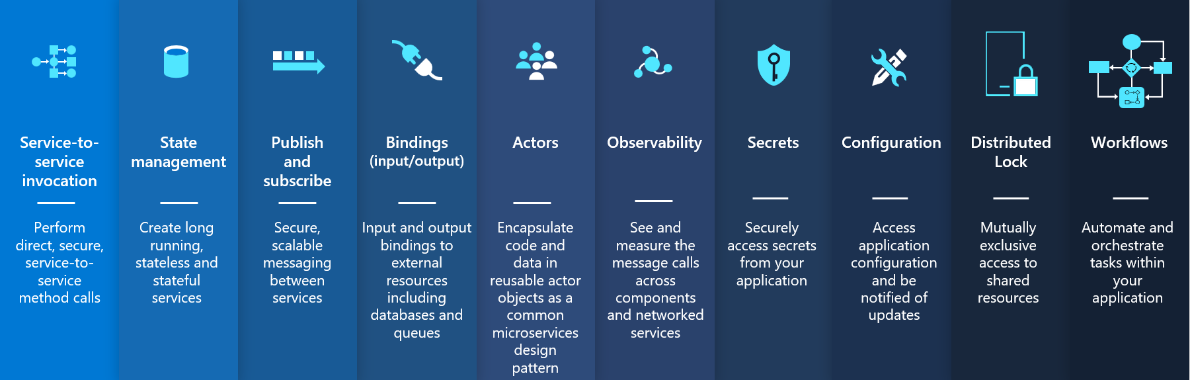 Service-to-
service
invocation
Perform
direct, secure,
service-to-
service
method calls
State
management
Create long
running,
stateless and
stateful
services
Publish
and
subscribe
Secure,
scalable
messaging
between
services
Bindings
(input/output)
Input and output
bindings to
external
resources
including
databases and
queues
Actors
Encapsulate
code and
data in
reusable actor
objects as a
common
microservices
design
pattern
Observability
See and
measure the
message calls
across
components
and networked
services
Secrets
Securely
access secrets
from your
application
Configuration
Access
application
configuration
and be
notified of
updates
Distributed
Lock
Mutually
exclusive
access to
shared
resources
Workflows
Automate and
orchestrate
tasks within
your
application